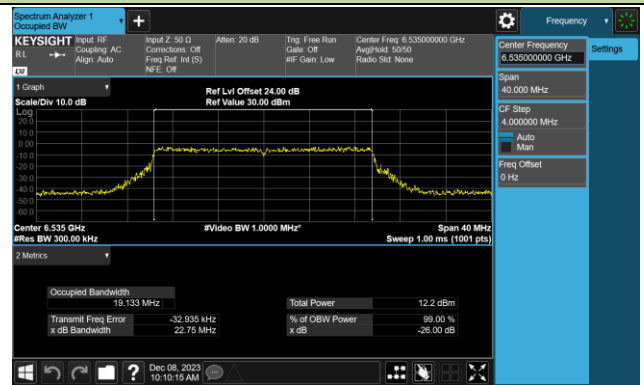 Spectrum Analyzer 1
Occupied BW
Frequency
KEYSIGHT
RL
LXI
Input: RF
Coupling: AC
Align: Auto
Input Z: 50 Ω
Corrections: Off
Freq Ref: Int (S)
NFE: Off
Atten: 20 dB
Trig: Free Run
Gate: Off
#IF Gain: Low
Center Freq: 6.535000000 GHz
Avg|Hold: 50/50
Radio Std: None
Center Frequency
6.535000000 GHz
Settings
Span
40.000 MHz
CF Step
4.000000 MHz
Auto
Man
Freq Offset
0 Hz
1 Graph
Scale/Div 10.0 dB
Ref Lvl Offset 24.00 dB
Ref Value 30.00 dBm
Log
20.0
10.0
0.00
-10.0
-20.0
-30.0
-40.0
-50.0
-60.0
Center 6.535 GHz
#Video BW 1.0000 MHz*
Span 40 MHz
#Res BW 300.00 kHz
Sweep 1.00 ms (1001 pts)
2 Metrics
Occupied Bandwidth
19.133 MHz
Total Power 12.2 dBm
Transmit Freq Error -32.935 kHz
% of OBW Power 99.00 %
x dB Bandwidth 22.75 MHz
x dB -26.00 dB
?
Dec 08, 2023
10:10:15 AM